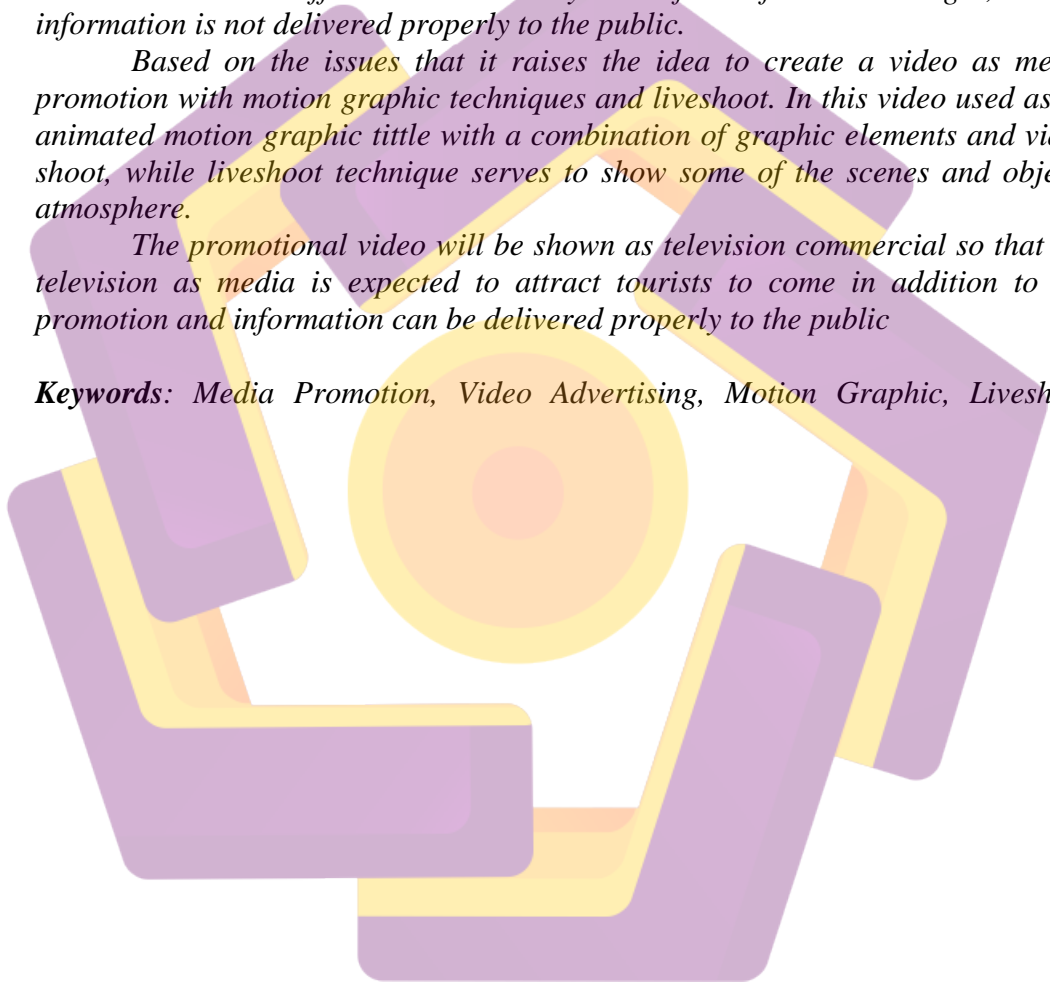 information is not delivered properly to the public.
Based on the issues that it raises the idea to create a video as me
promotion with motion graphic techniques and liveshoot. In this video used as
animated motion graphic tittle with a combination of graphic elements and vi
shoot, while liveshoot technique serves to show some of the scenes and obj
atmosphere.
The promotional video will be shown as television commercial so that
television as media is expected to attract tourists to come in addition to
promotion and information can be delivered properly to the public
Keywords: Media Promotion, Video Advertising, Motion Graphic, Livesh